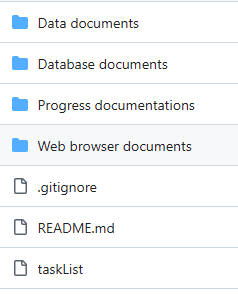 Data documents
Database documents
Progress documentations
Web browser documents
.gitignore
README.md
taskList